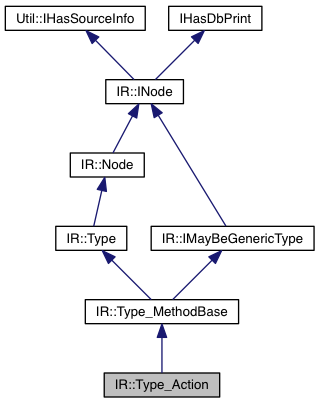 Util::IHasSourceInfo
IHasDbPrint
IR::INode
IR::Node
IR::Type
IR::IMayBeGenericType
IR::Type_MethodBase
IR::Type_Action